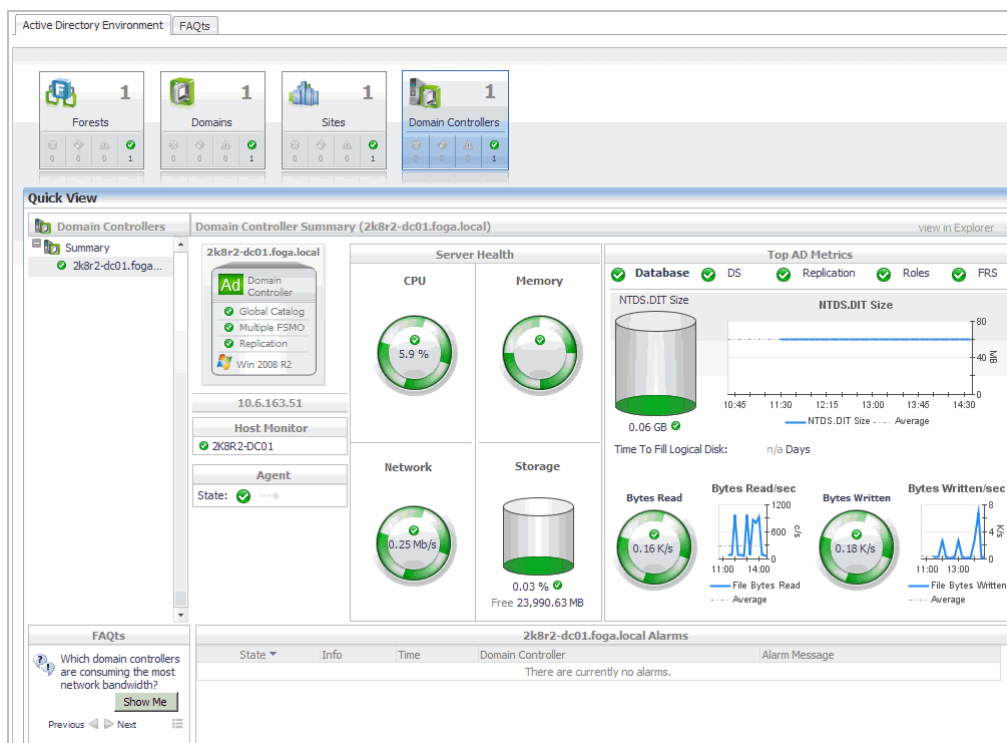 Active Directory Environment FAQts
1 1 1 1
Forests Domains Sites Domain Controllers
0 0 0 1 0 0 0 1 0 0 0 1 0 0 0 1
Quick View
Domain Controllers
Summary
2k8r2-dc01.foga...
Domain Controller Summary (2k8r2-dc01.foga.local) view in Explorer
2k8r2-dc01.foga.local
Ad Domain
Controller
Global Catalog
Multiple FSMO
Replication
Win 2008 R2
10.6.163.51
Host Monitor
2K8R2-DC01
Agent
State:
Server Health
CPU Memory
5.9 %
Network Storage
0.25 Mb/s
0.03 %
Free 23,990.63 MB
Top AD Metrics
Database DS Replication Roles FRS
NTDS.DIT Size
0.06 GB
NTDS.DIT Size
80
40
0
MB
10:45 11:30 12:15 13:00 13:45 14:30
NTDS.DIT Size Average
Time To Fill Logical Disk: n/a Days
Bytes Read
0.16 K/s
Bytes Read/sec
1200
600
0
c/s
11:00 14:00
File Bytes Read
Average
Bytes Written
0.18 K/s
Bytes Written/sec
8
4
0
K/s
11:00 13:00
File Bytes Written
Average
FAQts
Which domain controllers
are consuming the most
network bandwidth?
Show Me
Previous Next
2k8r2-dc01.foga.local Alarms
State Info Time Domain Controller Alarm Message
There are currently no alarms.